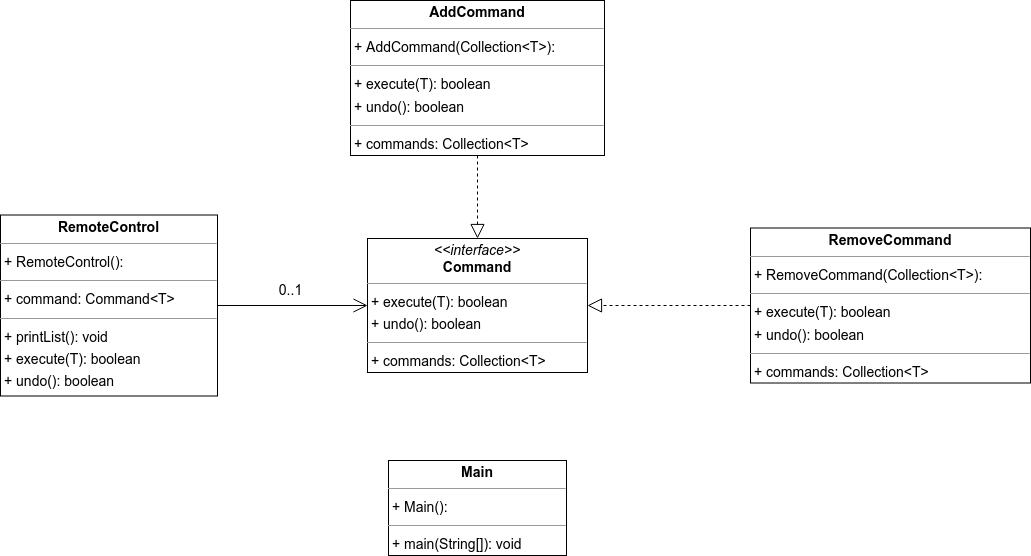 AddCommand
+ AddCommand(Collection<T>):
+ execute(T): boolean
+ undo(): boolean
+ commands: Collection<T>
RemoteControl
+ RemoteControl():
+ command: Command<T>
+ printList(): void
+ execute(T): boolean
+ undo(): boolean
0..1
<<interface>>
Command
+ execute(T): boolean
+ undo(): boolean
+ commands: Collection<T>
RemoveCommand
+ RemoveCommand(Collection<T>):
+ execute(T): boolean
+ undo(): boolean
+ commands: Collection<T>
Main
+ Main():
+ main(String[]): void